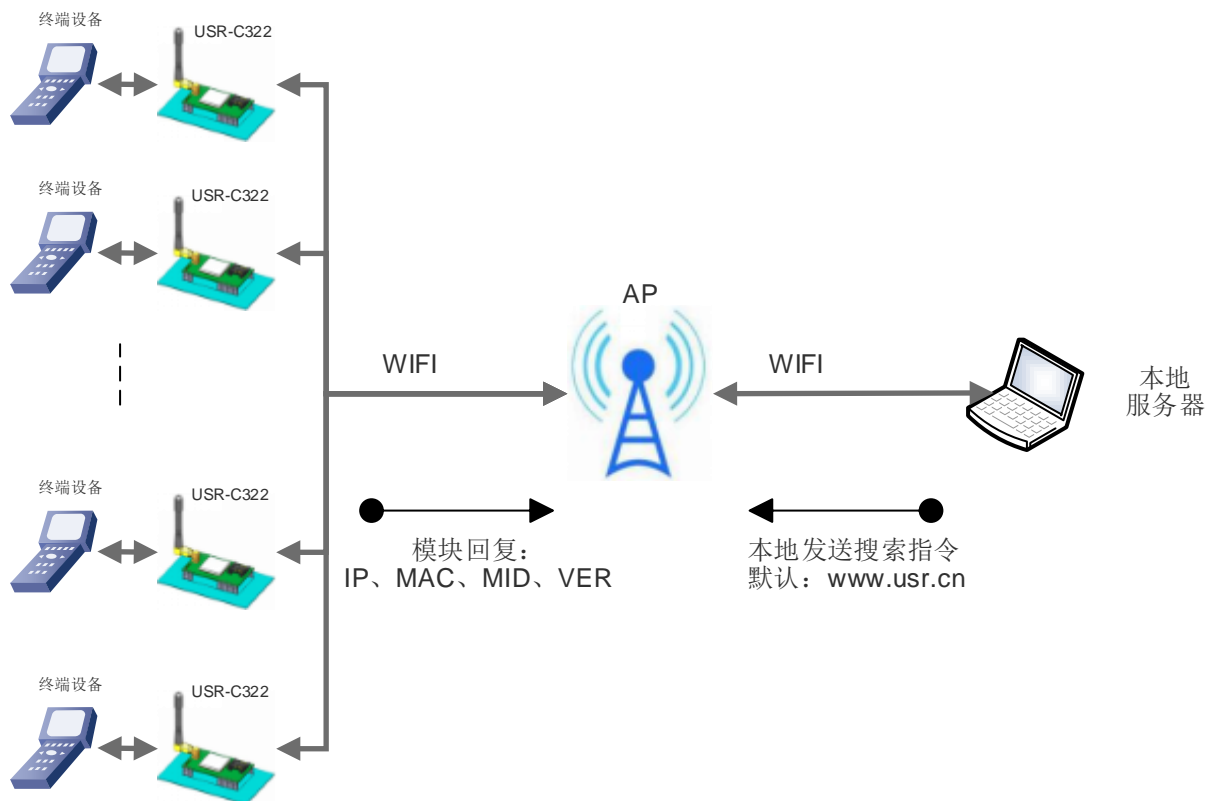 终端设备
USR-C322
终端设备
USR-C322
AP
WIFI
WIFI
本地
服务器
终端设备
USR-C322
模块回复：
IP、MAC、MID、VER
本地发送搜索指令
默认：www.usr.cn
终端设备
USR-C322